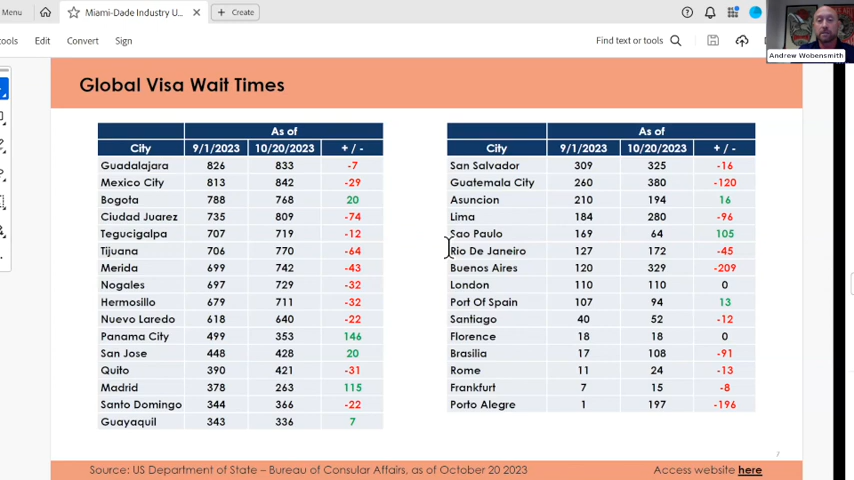 Menu
Miami-Dade Industry U...
Create
ools
Edit
Convert
Sign
Find text or tools
Andrew Wobensmith
Global Visa Wait Times
As of
City 9/1/2023 10/20/2023 + / -
Guadalajara 826 833 -7
Mexico City 813 842 -29
Bogota 788 768 20
Ciudad Juarez 735 809 -74
Tegucigalpa 707 719 -12
Tijuana 706 770 -64
Merida 699 742 -43
Nogales 697 729 -32
Hermosillo 679 711 -32
Nuevo Laredo 618 640 -22
Panama City 499 353 146
San Jose 448 428 20
Quito 390 421 -31
Madrid 378 263 115
Santo Domingo 344 366 -22
Guayaquil 343 336 7
As of
City 9/1/2023 10/20/2023 + / -
San Salvador 309 325 -16
Guatemala City 260 380 -120
Asuncion 210 194 16
Lima 184 280 -96
Sao Paulo 169 64 105
Rio De Janeiro 127 172 -45
Buenos Aires 120 329 -209
London 110 110 0
Port Of Spain 107 94 13
Santiago 40 52 -12
Florence 18 18 0
Brasilia 17 108 -91
Rome 11 24 -13
Frankfurt 7 15 -8
Porto Alegre 1 197 -196
7
Source: US Department of State – Bureau of Consular Affairs, as of October 20 2023
Access website here